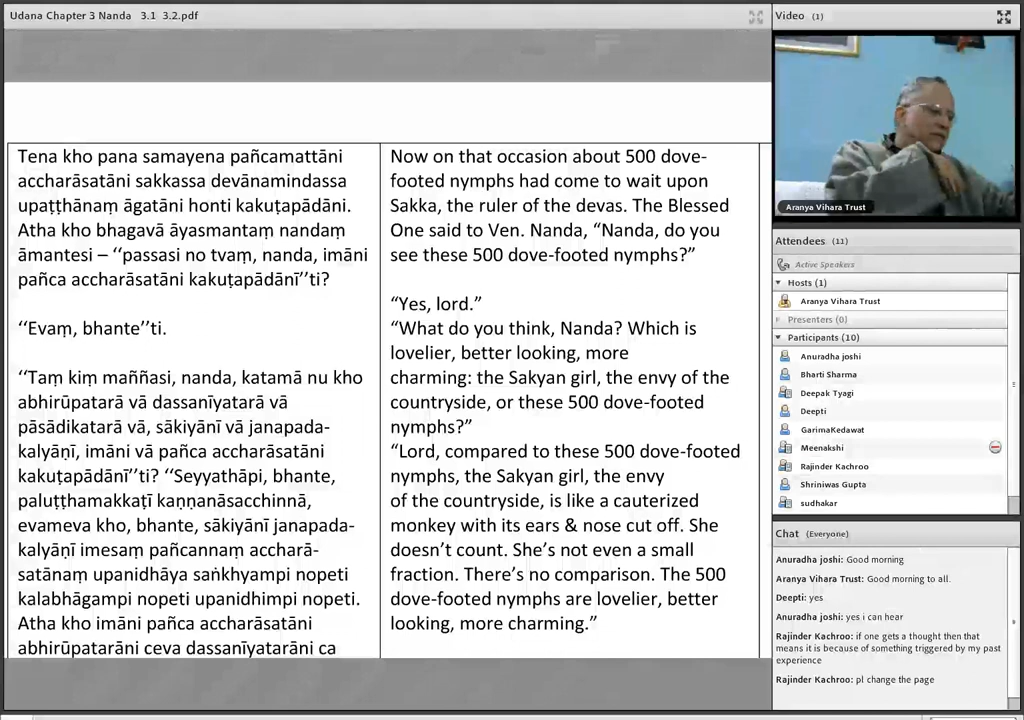 Udana Chapter 3 Nanda 3.1 3.2.pdf
Tena kho pana samayena pañcamattāni
accharāsatāni sakkassa devānamindassa
upaṭṭhānaṃ āgatāni honti kakuṭapādāni.
Atha kho bhagavā āyasmantaṃ nandaṃ
āmantesi – ‘‘passasi no tvaṃ, nanda, imāni
pañca accharāsatāni kakuṭapādānī’’ti?
‘‘Evaṃ, bhante’’ti.
‘‘Taṃ kiṃ maññasi, nanda, katamā nu kho
abhirūpatarā vā dassanīyatarā vā
pāsādikatarā vā, sākiyānī vā janapada-
kalyāṇī, imāni vā pañca accharāsatāni
kakuṭapādānī’’ti? ‘‘Seyyathāpi, bhante,
paluṭṭhamakkaṭī kaṇṇanāsacchinnā,
evameva kho, bhante, sākiyānī janapada-
kalyāṇī imesaṃ pañcannaṃ accharā-
satānaṃ upanidhāya saṅkhyampi nopeti
kalabhāgampi nopeti upanidhimpi nopeti.
Atha kho imāni pañca accharāsatāni
abhirūpatarāni ceva dassanīyatarāni ca
Now on that occasion about 500 dove-
footed nymphs had come to wait upon
Sakka, the ruler of the devas. The Blessed
One said to Ven. Nanda, “Nanda, do you
see these 500 dove-footed nymphs?”
“Yes, lord.”
“What do you think, Nanda? Which is
lovelier, better looking, more
charming: the Sakyan girl, the envy of the
countryside, or these 500 dove-footed
nymphs?”
“Lord, compared to these 500 dove-footed
nymphs, the Sakyan girl, the envy
of the countryside, is like a cauterized
monkey with its ears & nose cut off. She
doesn’t count. She’s not even a small
fraction. There’s no comparison. The 500
dove-footed nymphs are lovelier, better
looking, more charming.”
Video (1)
Aranya Vihara Trust
Attendees (11)
Active Speakers
Hosts (1)
Aranya Vihara Trust
Presenters (0)
Participants (10)
Anuradha joshi
Bharti Sharma
Deepak Tyagi
Deepti
GarimaKedawat
Meenakshi
Rajinder Kachroo
Shriniwas Gupta
sudhakar
Chat (Everyone)
Anuradha joshi: Good morning
Aranya Vihara Trust: Good morning to all.
Deepti: yes
Anuradha joshi: yes i can hear
Rajinder Kachroo: if one gets a thought then that
means it is because of something triggered by my past
experience
Rajinder Kachroo: pl change the page